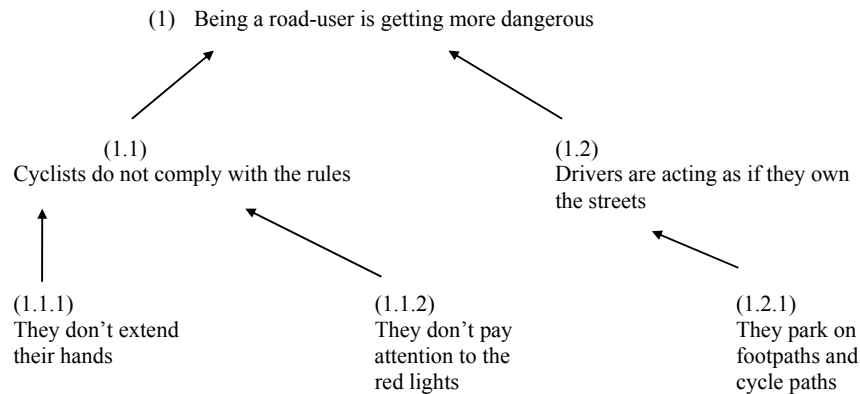 (1) Being a road-user is getting more dangerous
(1.1)
Cyclists do not comply with the rules
(1.2)
Drivers are acting as if they own
the streets
(1.1.1)
They don’t extend
their hands
(1.1.2)
They don’t pay
attention to the
red lights
(1.2.1)
They park on
footpaths and
cycle paths